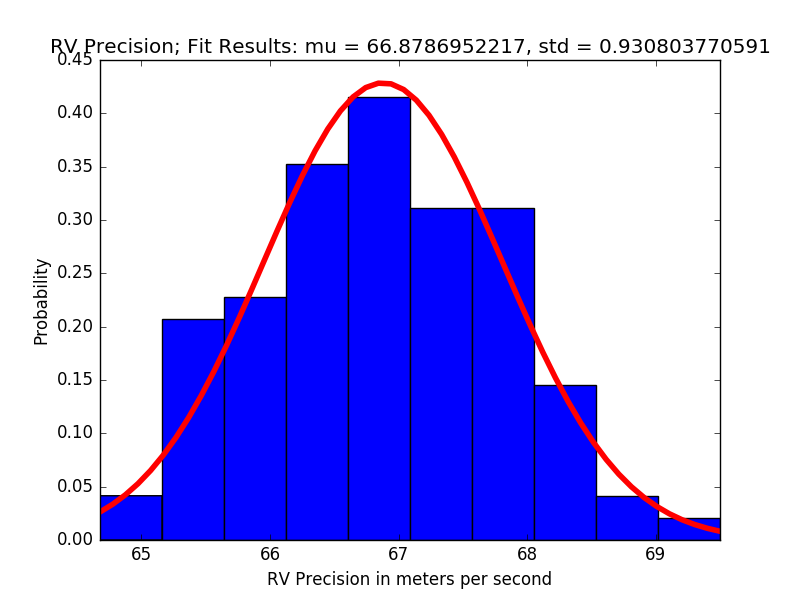 RV Precision; Fit Results: mu = 66.8786952217, std = 0.930803770591
0.45
0.40
0.35
0.30
0.25
0.20
0.15
0.10
0.05
0.00
Probability
65 66 67 68 69
RV Precision in meters per second